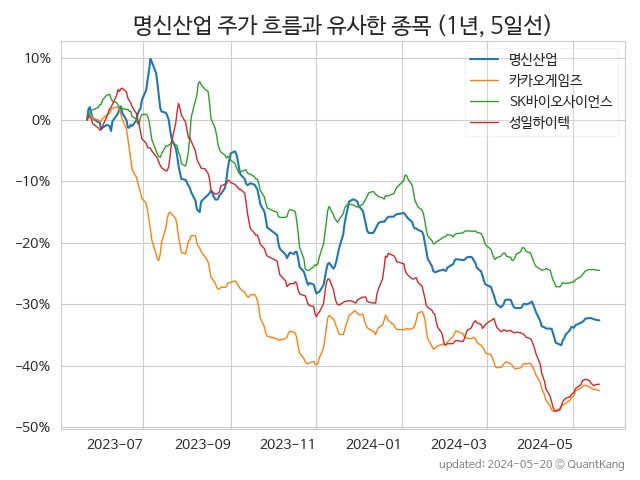 명신산업 주가 흐름과 유사한 종목 (1년, 5일선)
명신산업
카카오게임즈
SK바이오사이언스
성일하이텍
10%
0%
−10%
−20%
−30%
−40%
−50%
2023-07
2023-09
2023-11
2024-01
2024-03
2024-05
updated: 2024-05-20 © QuantKang